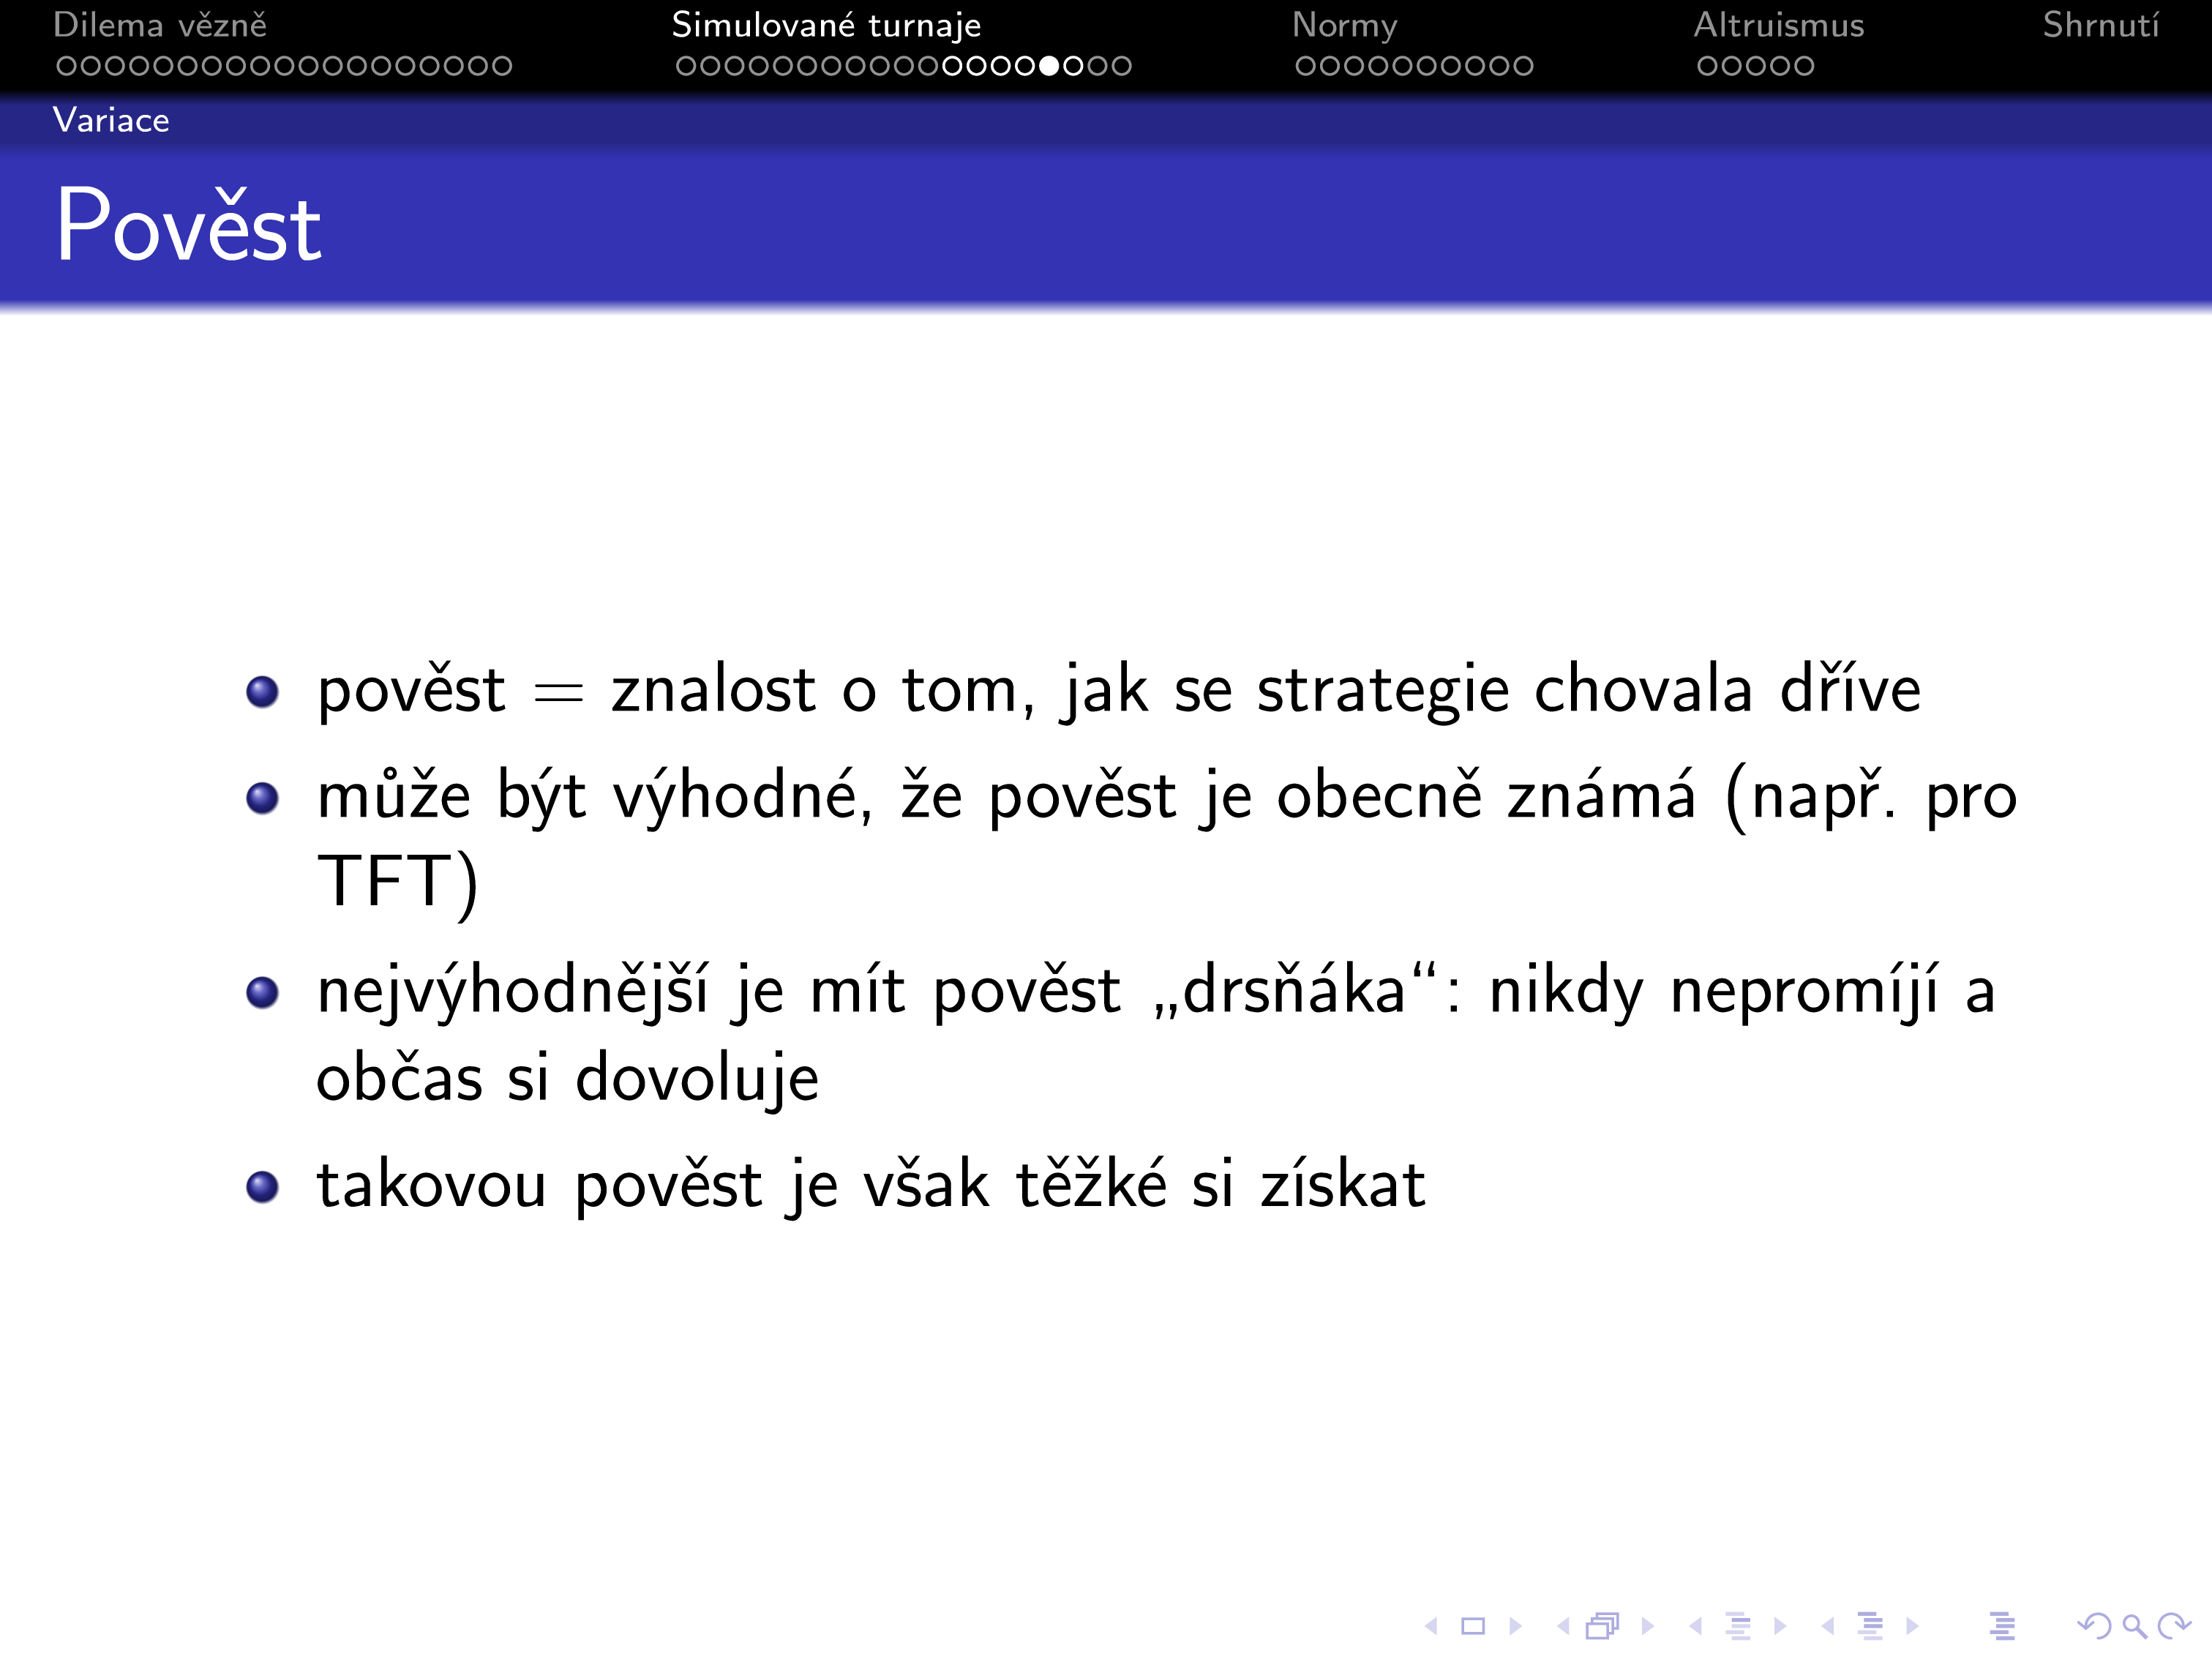 Dilema vězně Simulované turnaje Normy Altruismus Shrnutí
Variace
Pověst
pověst = znalost o tom, jak se strategie chovala dříve
může být výhodné, že pověst je obecně známá (např. pro
TFT)
nejvýhodnější je mít pověst „drsňáka“: nikdy nepromíjí a
občas si dovoluje
takovou pověst je však těžké si získat